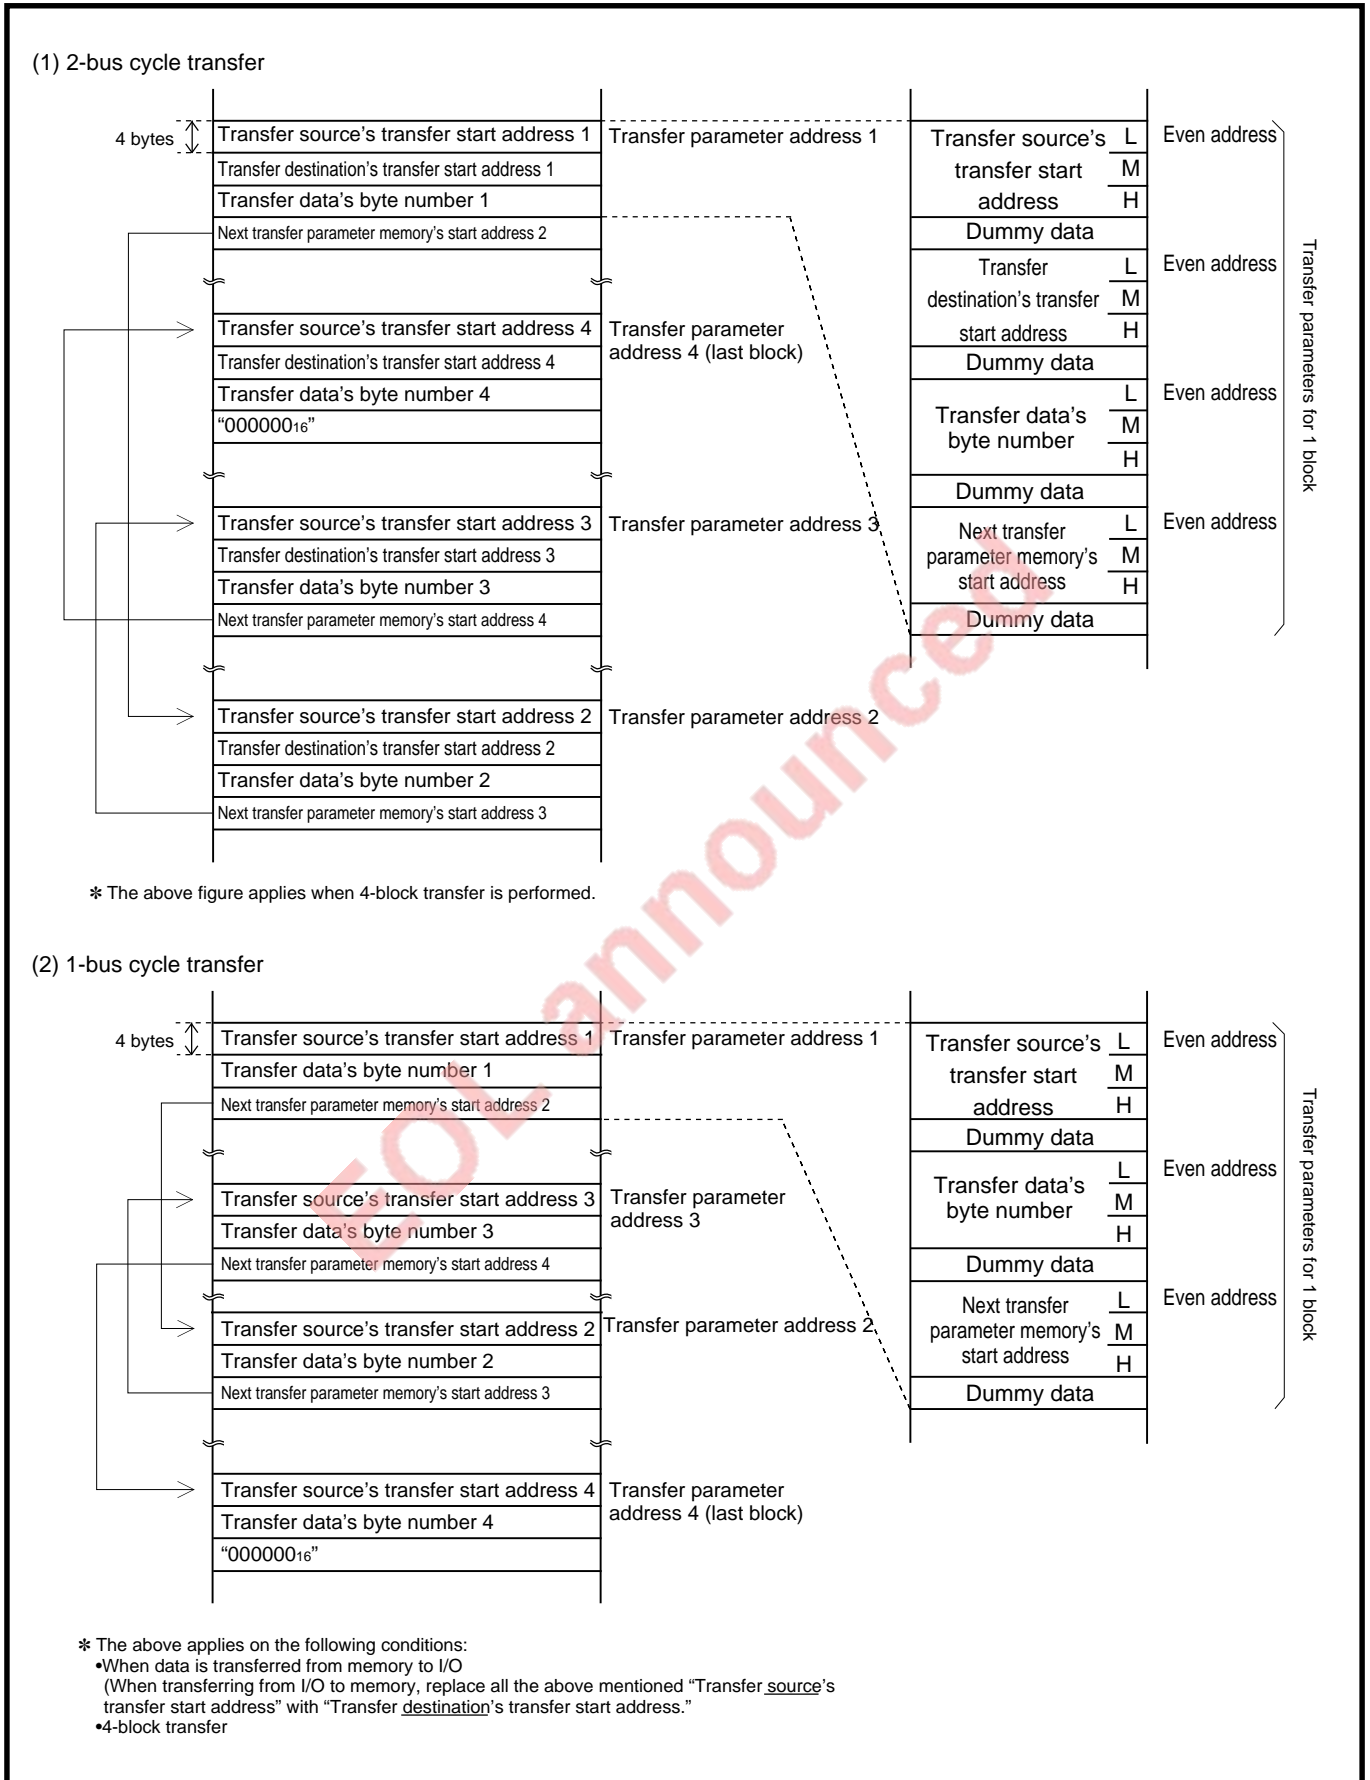 (1) 2-bus cycle transfer
4 bytes
Transfer source's transfer start address 1
Transfer destination's transfer start address 1
Transfer data's byte number 1
Next transfer parameter memory's start address 2
Transfer source's transfer start address 4
Transfer destination's transfer start address 4
Transfer data's byte number 4
“000000₁₆”
Transfer source's transfer start address 3
Transfer destination's transfer start address 3
Transfer data's byte number 3
Next transfer parameter memory's start address 4
Transfer source's transfer start address 2
Transfer destination's transfer start address 2
Transfer data's byte number 2
Next transfer parameter memory's start address 3
Transfer parameter address 1
Transfer parameter
address 4 (last block)
Transfer parameter address 3
Transfer parameter address 2
Transfer source's
transfer start
address
L
M
H
Dummy data
Transfer
destination's transfer
start address
L
M
H
Dummy data
Transfer data's
byte number
L
M
H
Dummy data
Next transfer
parameter memory's
start address
L
M
H
Dummy data
Even address
Even address
Even address
Even address
Transfer parameters for 1 block
✽ The above figure applies when 4-block transfer is performed.
(2) 1-bus cycle transfer
4 bytes
Transfer source's transfer start address 1
Transfer data's byte number 1
Next transfer parameter memory's start address 2
Transfer source's transfer start address 3
Transfer data's byte number 3
Next transfer parameter memory's start address 4
Transfer source's transfer start address 2
Transfer data's byte number 2
Next transfer parameter memory's start address 3
Transfer source's transfer start address 4
Transfer data's byte number 4
“000000₁₆”
Transfer parameter address 1
Transfer parameter
address 3
Transfer parameter address 2
Transfer parameter
address 4 (last block)
Transfer source's
transfer start
address
L
M
H
Dummy data
Transfer data's
byte number
L
M
H
Dummy data
Next transfer
parameter memory's
start address
L
M
H
Dummy data
Even address
Even address
Even address
Transfer parameters for 1 block
✽ The above applies on the following conditions:
•When data is transferred from memory to I/O
(When transferring from I/O to memory, replace all the above mentioned “Transfer source's
transfer start address” with “Transfer destination's transfer start address.”
•4-block transfer
EOL announced